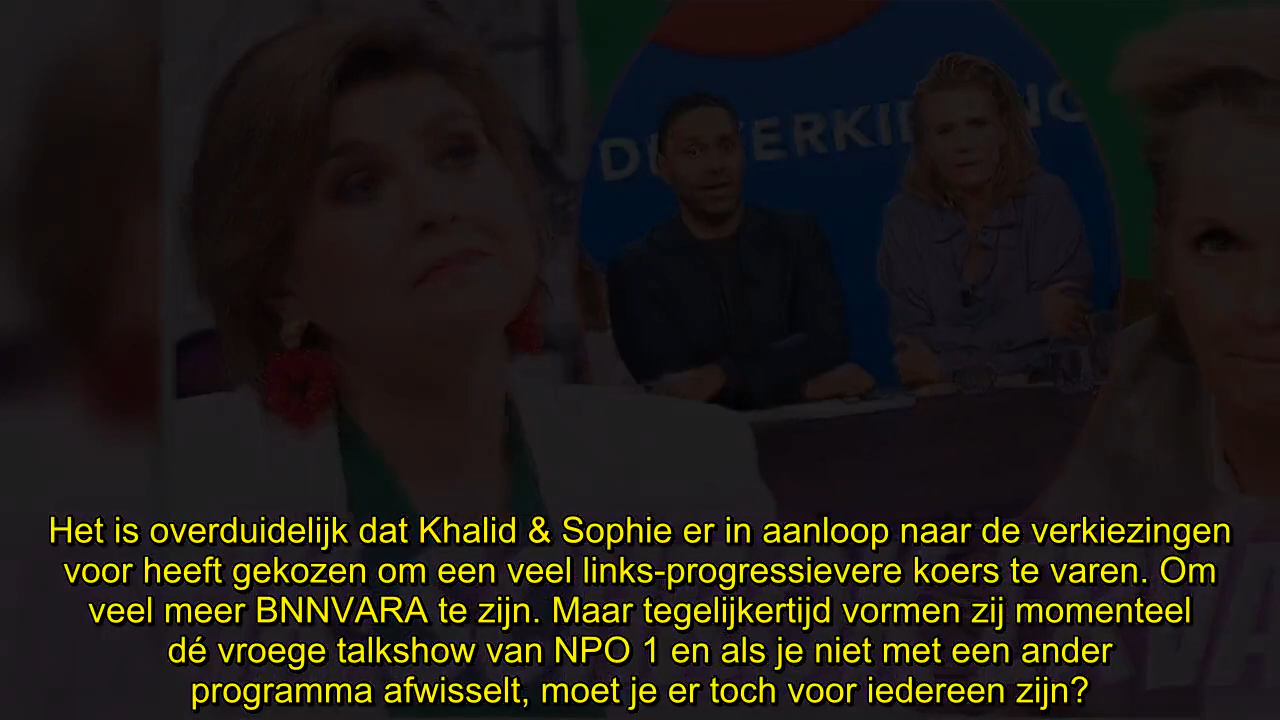 DE VERKIEZING
Het is overduidelijk dat Khalid & Sophie er in aanloop naar de verkiezingen
voor heeft gekozen om een veel links-progressievere koers te varen. Om
veel meer BNNVARA te zijn. Maar tegelijkertijd vormen zij momenteel
dé vroege talkshow van NPO 1 en als je niet met een ander
programma afwisselt, moet je er toch voor iedereen zijn?